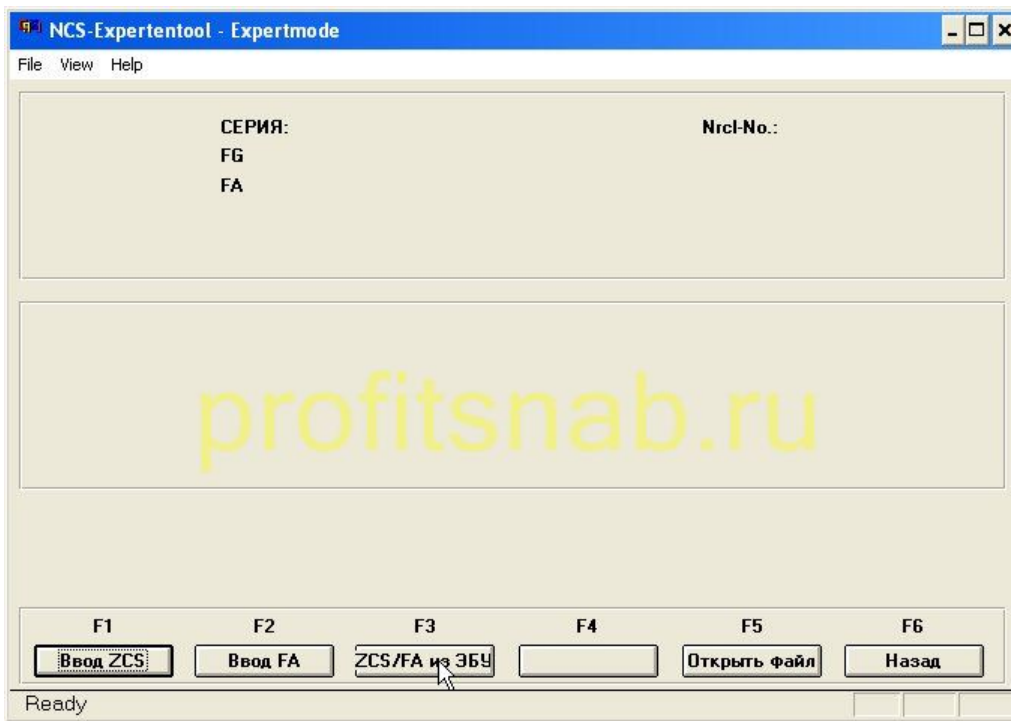 NCS-Expertentool - Expertmode
File View Help
СЕРИЯ: Nrcl-No.:
FG
FA
profitsnab.ru
F1 F2 F3 F4 F5 F6
Ввод ZCS Ввод FA ZCS/FA из ЭБУ Открыть файл Назад
Ready